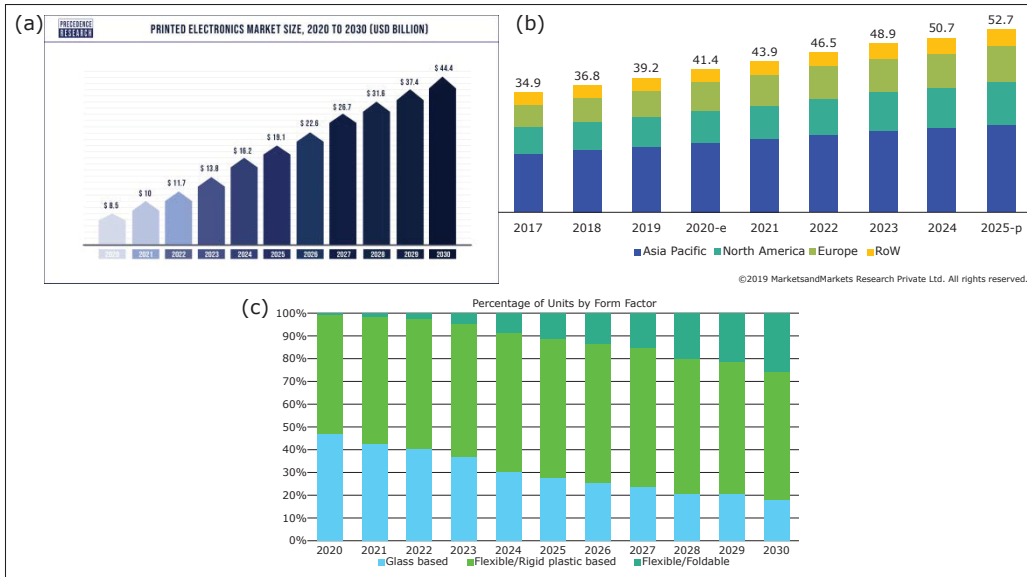 (a)
PRECEDENCE
RESEARCH
PRINTED ELECTRONICS MARKET SIZE, 2020 TO 2030 (USD BILLION)
$ 8.5
$ 10
$ 11.7
$ 13.8
$ 16.2
$ 19.1
$ 22.6
$ 26.7
$ 31.6
$ 37.4
$ 44.4
2020 2021 2022 2023 2024 2025 2026 2027 2028 2029 2030
(b)
34.9 36.8 39.2 41.4 43.9 46.5 48.9 50.7 52.7
2017 2018 2019 2020-e 2021 2022 2023 2024 2025-p
Asia Pacific North America Europe RoW
©2019 MarketsandMarkets Research Private Ltd. All rights reserved.
(c)
Percentage of Units by Form Factor
100%
90%
80%
70%
60%
50%
40%
30%
20%
10%
0%
2020 2021 2022 2023 2024 2025 2026 2027 2028 2029 2030
Glass based Flexible/Rigid plastic based Flexible/Foldable